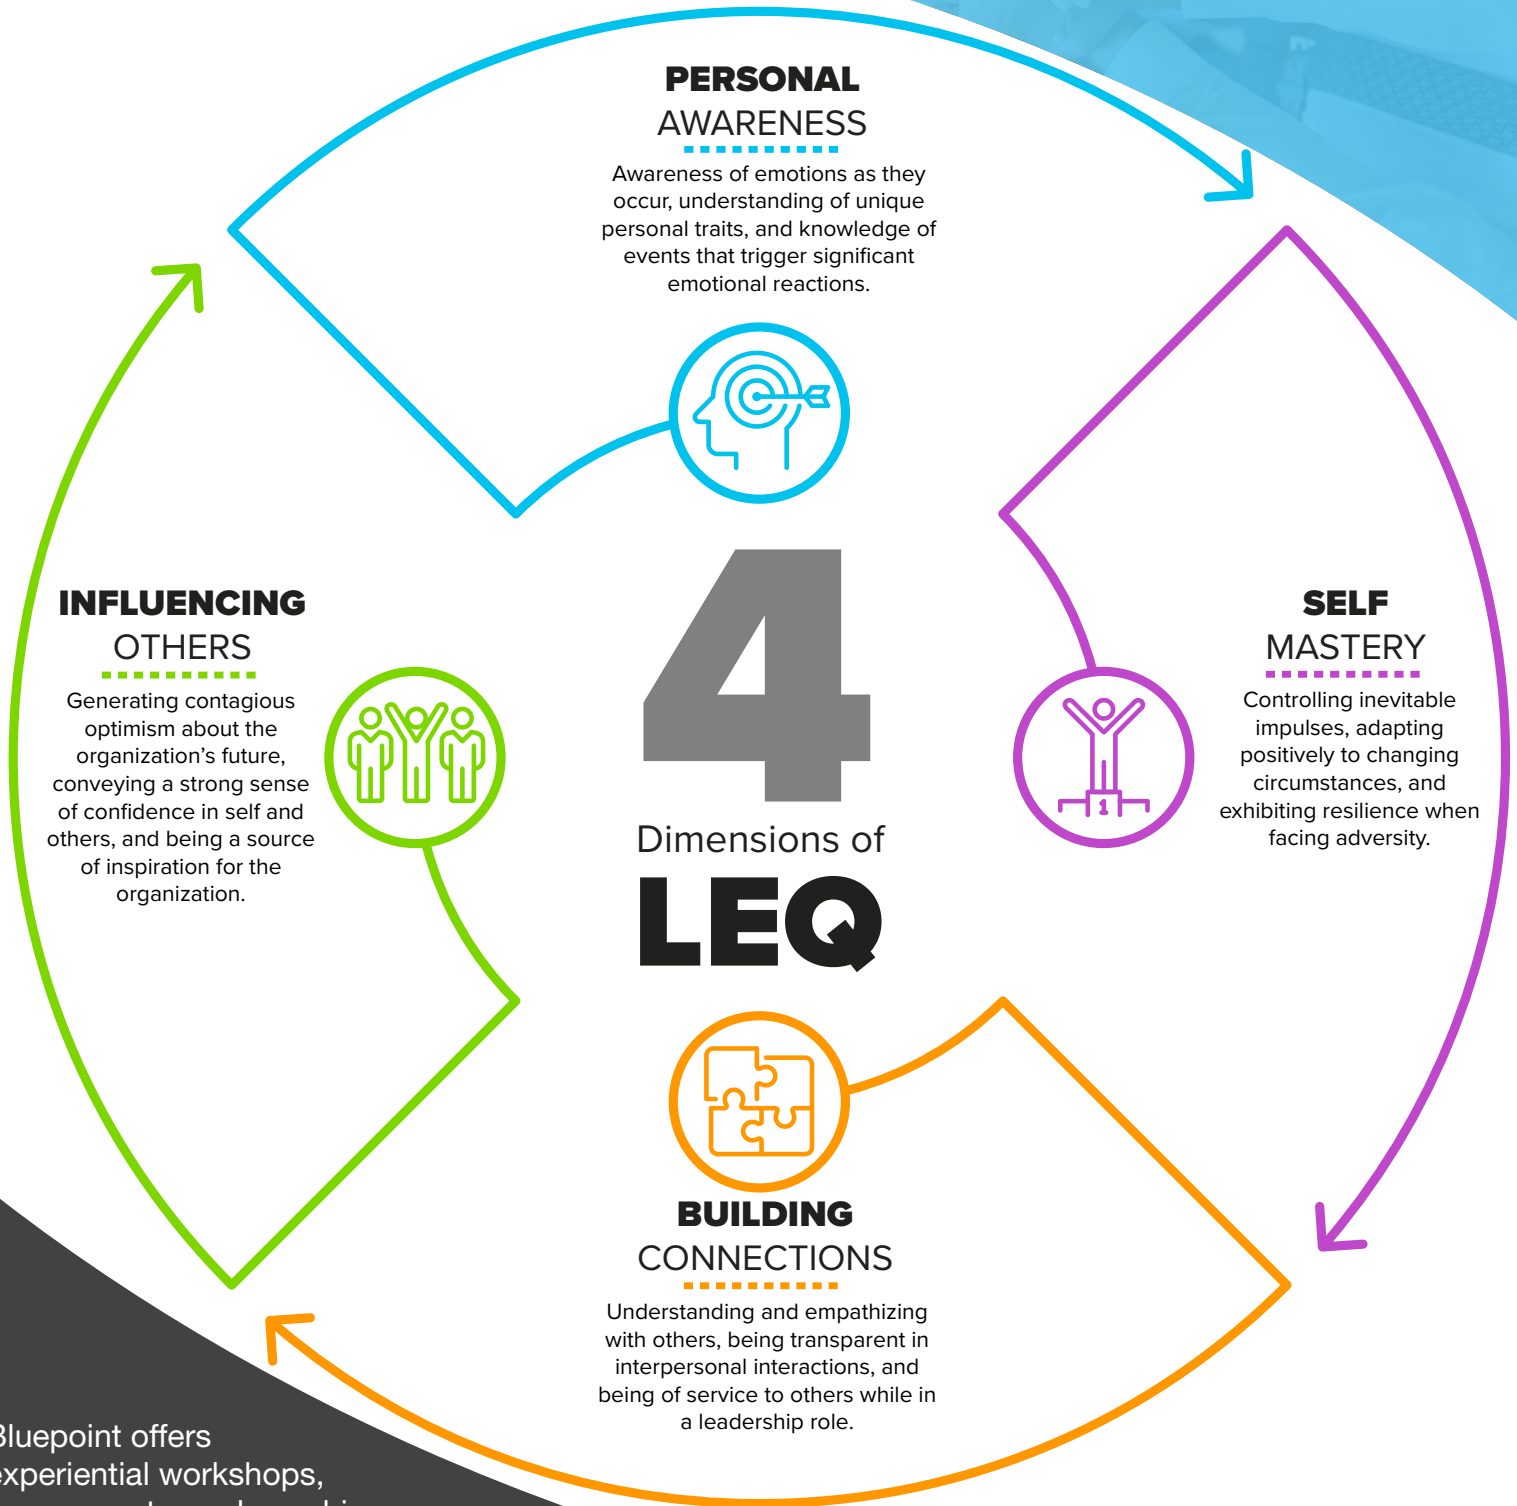 PERSONAL
AWARENESS
Awareness of emotions as they
occur, understanding of unique
personal traits, and knowledge of
events that trigger significant
emotional reactions.
SELF
MASTERY
Controlling inevitable
impulses, adapting
positively to changing
circumstances, and
exhibiting resilience when
facing adversity.
1
BUILDING
CONNECTIONS
Understanding and empathizing
with others, being transparent in
interpersonal interactions, and
being of service to others while in
a leadership role.
INFLUENCING
OTHERS
Generating contagious
optimism about the
organization's future,
conveying a strong sense
of confidence in self and
others, and being a source
of inspiration for the
organization.
4
Dimensions of
LEQ
Bluepoint offers
experiential workshops,